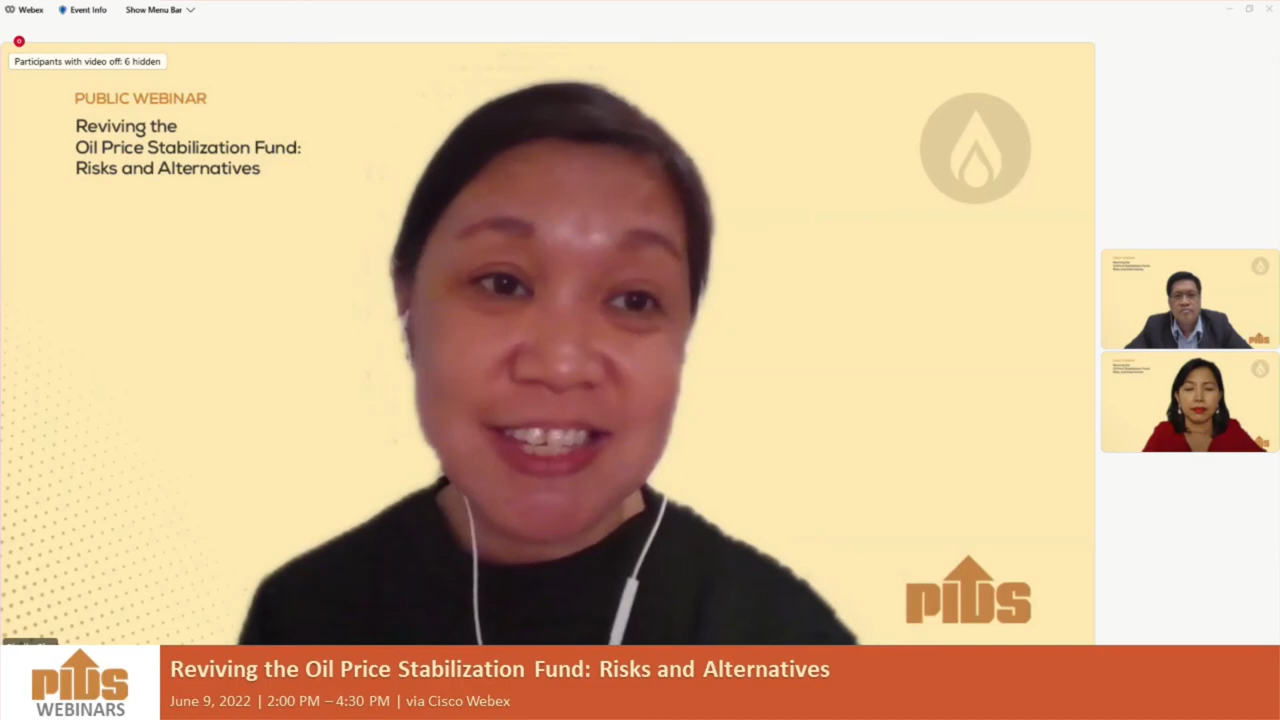 Webex
Event Info
Show Menu Bar
Participants with video off: 6 hidden
PUBLIC WEBINAR
Reviving the
Oil Price Stabilization Fund:
Risks and Alternatives
PIDS
PIDS
PIDS
PIDS
WEBINARS
Reviving the Oil Price Stabilization Fund: Risks and Alternatives
June 9, 2022 | 2:00 PM – 4:30 PM | via Cisco Webex